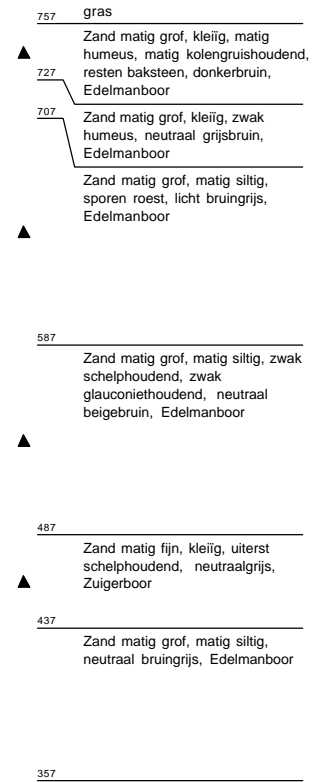 757 gras
Zand matig grof, kleiïg, matig
humeus, matig kolengruishoudend,
727 resten baksteen, donkerbruin,
Edelmanboor
707 Zand matig grof, kleiïg, zwak
humeus, neutraal grijsbruin,
Edelmanboor
Zand matig grof, matig siltig,
sporen roest, licht bruingrijs,
Edelmanboor
587
Zand matig grof, matig siltig, zwak
schelphoudend, zwak
glauconiethoudend, neutraal
beigebruin, Edelmanboor
487
Zand matig fijn, kleiïg, uiterst
schelphoudend, neutraalgrijs,
Zuigerboor
437
Zand matig grof, matig siltig,
neutraal bruingrijs, Edelmanboor
357